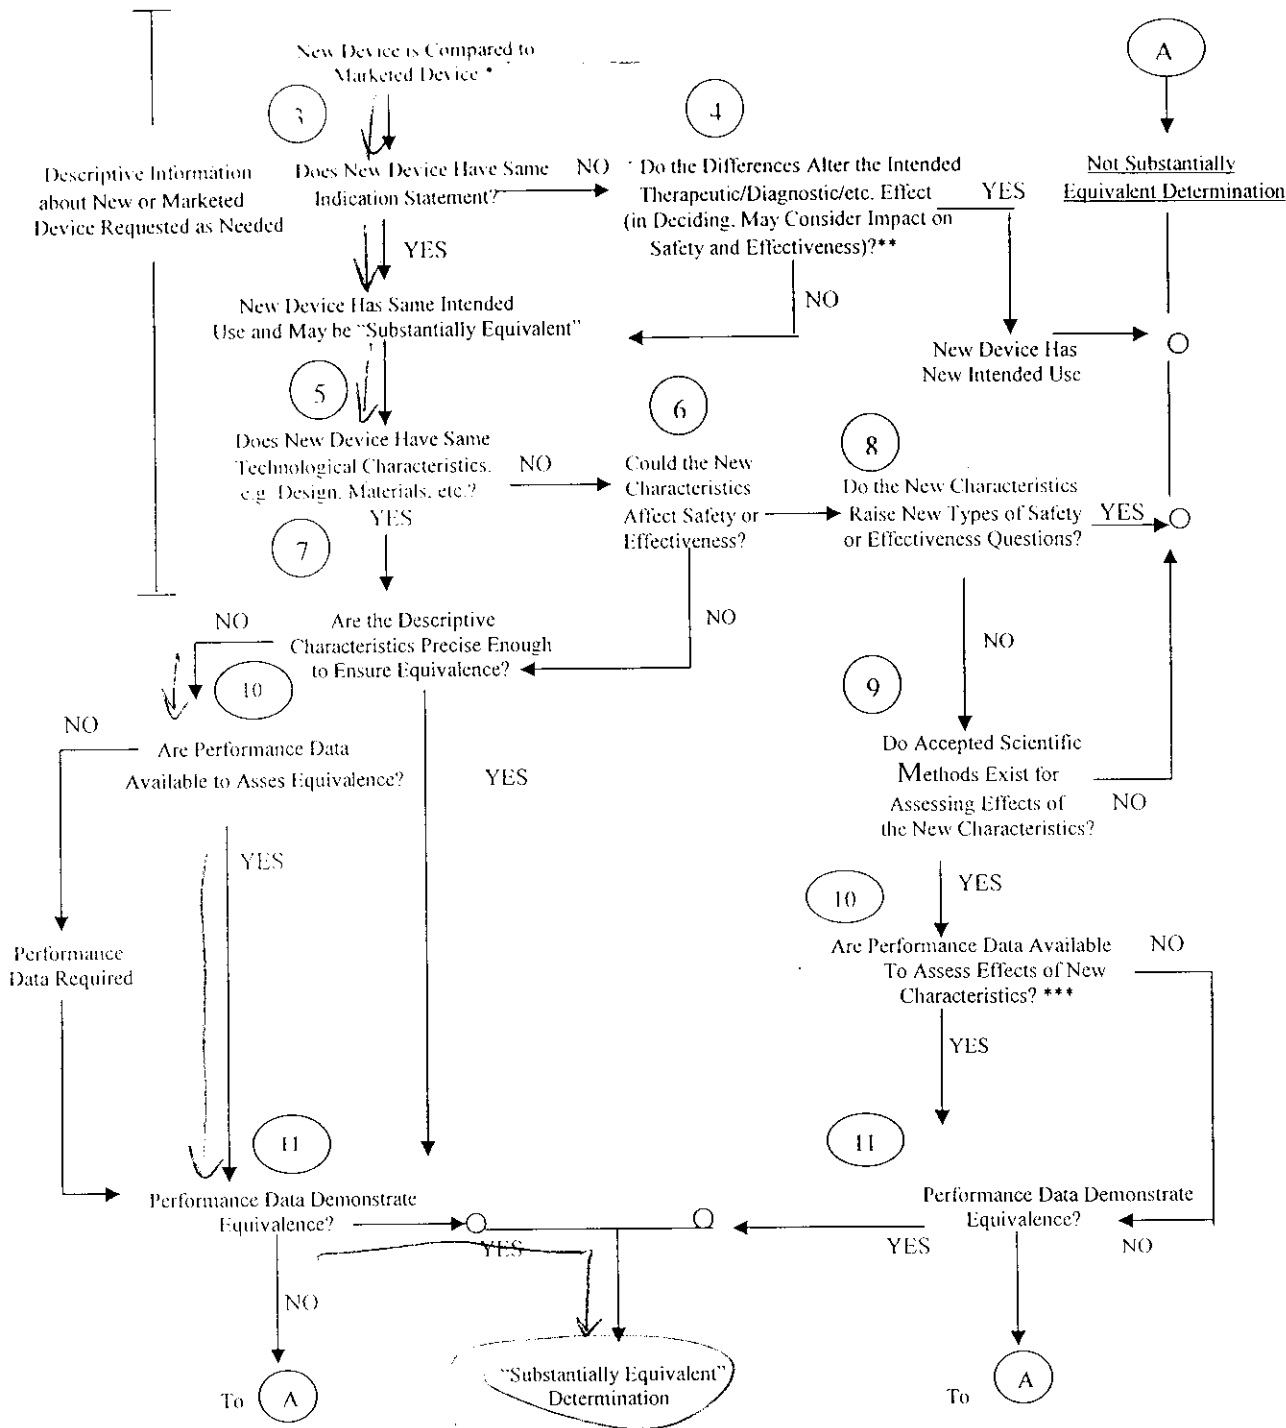 New Device is Compared to
Marketed Device *
A
3
4
Descriptive Information
about New or Marketed
Device Requested as Needed
Does New Device Have Same
Indication Statement?
NO
Do the Differences Alter the Intended
Therapeutic/Diagnostic/etc. Effect
(in Deciding, May Consider Impact on
Safety and Effectiveness)?**
YES
Not Substantially
Equivalent Determination
YES
NO
New Device Has Same Intended
Use and May be “Substantially Equivalent”
New Device Has
New Intended Use
5
6
8
Does New Device Have Same
Technological Characteristics,
e.g. Design, Materials, etc.?
NO
Could the New
Characteristics
Affect Safety or
Effectiveness?
Do the New Characteristics
Raise New Types of Safety
or Effectiveness Questions?
YES
YES
7
NO
Are the Descriptive
Characteristics Precise Enough
to Ensure Equivalence?
NO
NO
10
9
NO
Are Performance Data
Available to Asses Equivalence?
YES
Do Accepted Scientific
Methods Exist for
Assessing Effects of
the New Characteristics?
NO
YES
YES
10
Performance
Data Required
Are Performance Data Available
To Assess Effects of New
Characteristics? ***
NO
YES
11
11
Performance Data Demonstrate
Equivalence?
YES
Performance Data Demonstrate
Equivalence?
YES
NO
NO
To
A
“Substantially Equivalent”
Determination
To
A